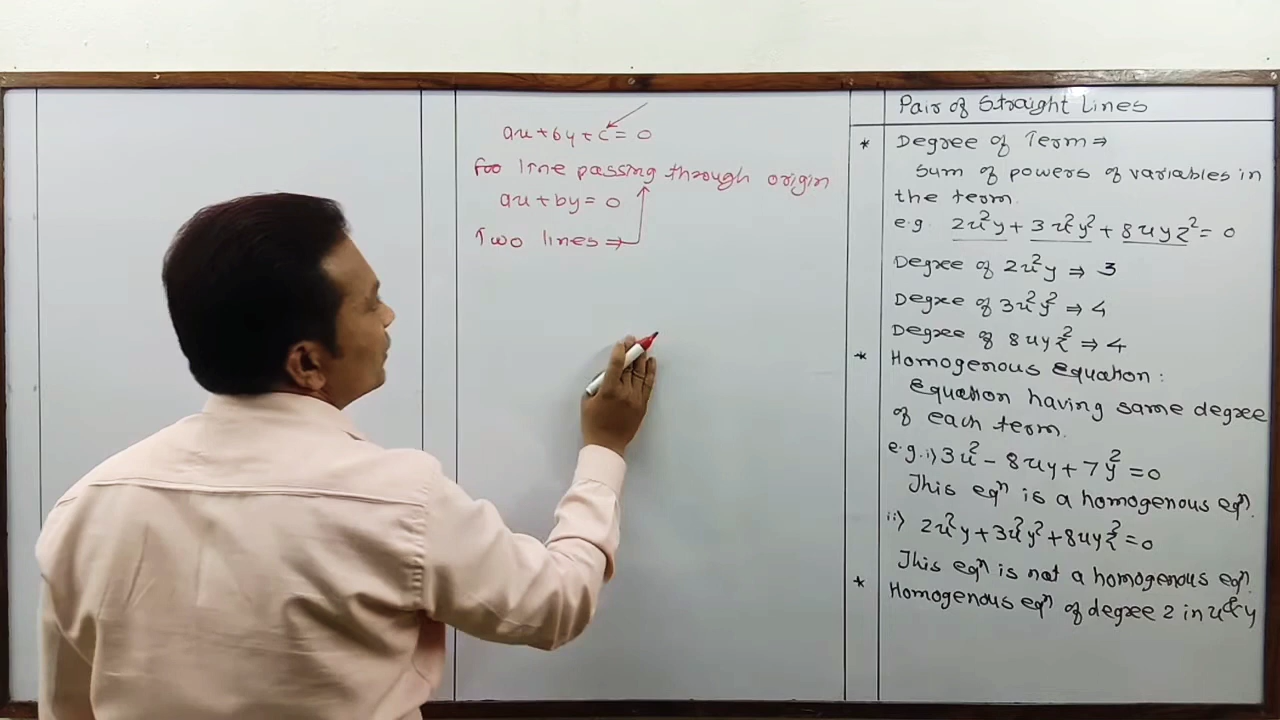 ax+by+c=0
For line passing through origin
ax+by=0
Two lines ⇒
Pair of Straight Lines
* Degree of Term ⇒
Sum of powers of variables in
the term.
e.g. 2x²y + 3x²y² + 8xyz² = 0
Degree of 2x²y ⇒ 3
Degree of 3x²y² ⇒ 4
Degree of 8xyz² ⇒ 4
* Homogenous Equation:
Equation having same degree
of each term.
e.g. i) 3x² - 8xy + 7y² = 0
This eqⁿ is a homogenous eqⁿ.
ii) 2x²y + 3x²y² + 8xyz² = 0
This eqⁿ is not a homogenous eqⁿ.
* Homogenous eqⁿ of degree 2 in x & y